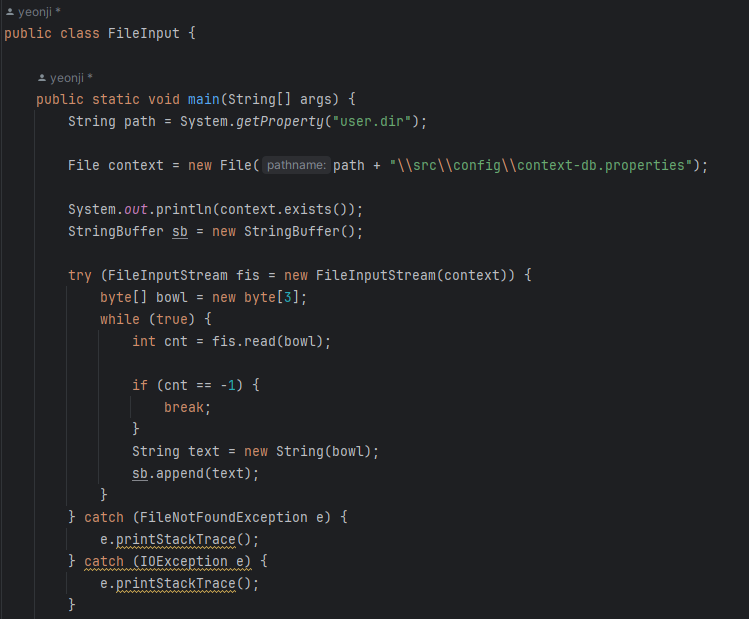 yeonji *
public class FileInput {
yeonji *
public static void main(String[] args) {
String path = System.getProperty("user.dir");
File context = new File( pathname: path + "\\src\\config\\context-db.properties");
System.out.println(context.exists());
StringBuffer sb = new StringBuffer();
try (FileInputStream fis = new FileInputStream(context)) {
byte[] bowl = new byte[3];
while (true) {
int cnt = fis.read(bowl);
if (cnt == -1) {
break;
}
String text = new String(bowl);
sb.append(text);
}
} catch (FileNotFoundException e) {
e.printStackTrace();
} catch (IOException e) {
e.printStackTrace();
}